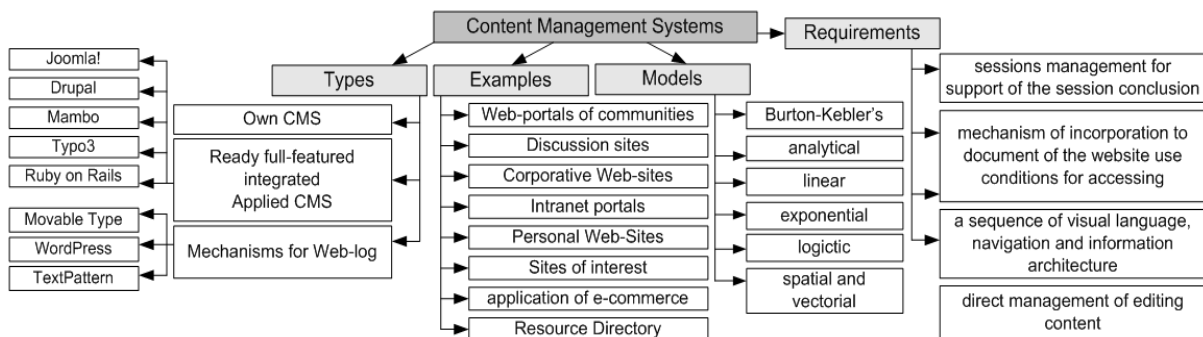 Content Management Systems
Types
Examples
Models
Requirements
Joomla!
Drupal
Mambo
Typo3
Ruby on Rails
Movable Type
WordPress
TextPattern
Own CMS
Ready full-featured
integrated
Applied CMS
Mechanisms for Web-log
Web-portals of communities
Discussion sites
Corporative Web-sites
Intranet portals
Personal Web-Sites
Sites of interest
application of e-commerce
Resource Directory
Burton-Kebler's
analytical
linear
exponential
logictic
spatial and
vectorial
sessions management for
support of the session conclusion
mechanism of incorporation to
document of the website use
conditions for accessing
a sequence of visual language,
navigation and information
architecture
direct management of editing
content